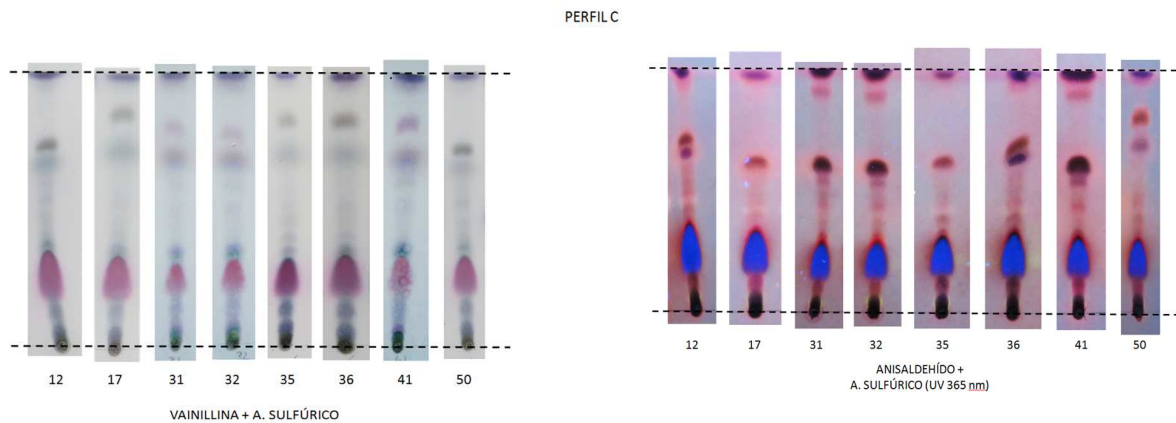 PERFIL C
12 17 31 32 35 36 41 50
VAINILLINA + A. SULFÚRICO
12 17 31 32 35 36 41 50
ANISALDEHÍDO +
A. SULFÚRICO (UV 365 nm)